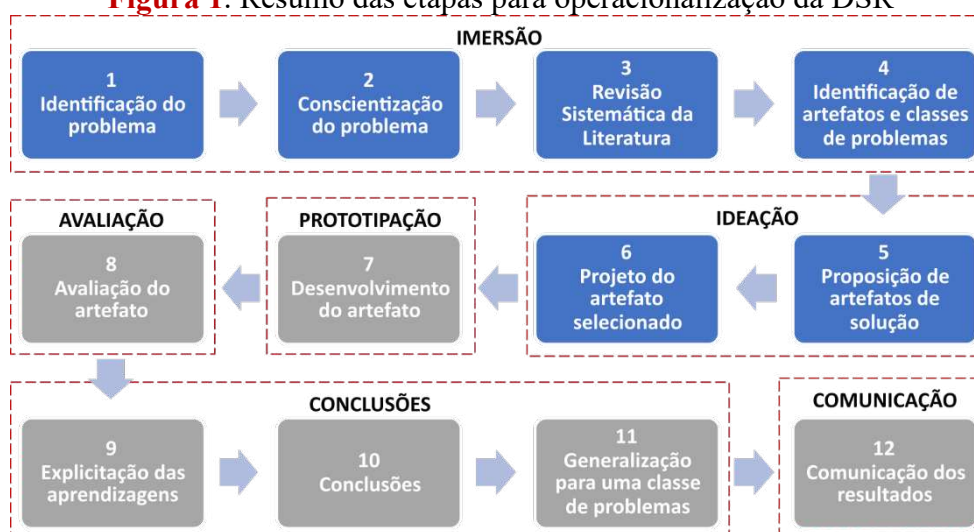 Figura 1. Resumo das etapas para operacionalização da DSR
IMERSÃO
1
Identificação do
problema
2
Conscientização
do problema
3
Revisão
Sistemática da
Literatura
4
Identificação de
artefatos e classes
de problemas
IDEAÇÃO
5
Proposição de
artefatos de
solução
6
Projeto do
artefato
selecionado
PROTOTIPAÇÃO
7
Desenvolvimento
do artefato
AVALIAÇÃO
8
Avaliação do
artefato
CONCLUSÕES
9
Explicitação das
aprendizagens
10
Conclusões
11
Generalização
para uma classe
de problemas
COMUNICAÇÃO
12
Comunicação dos
resultados